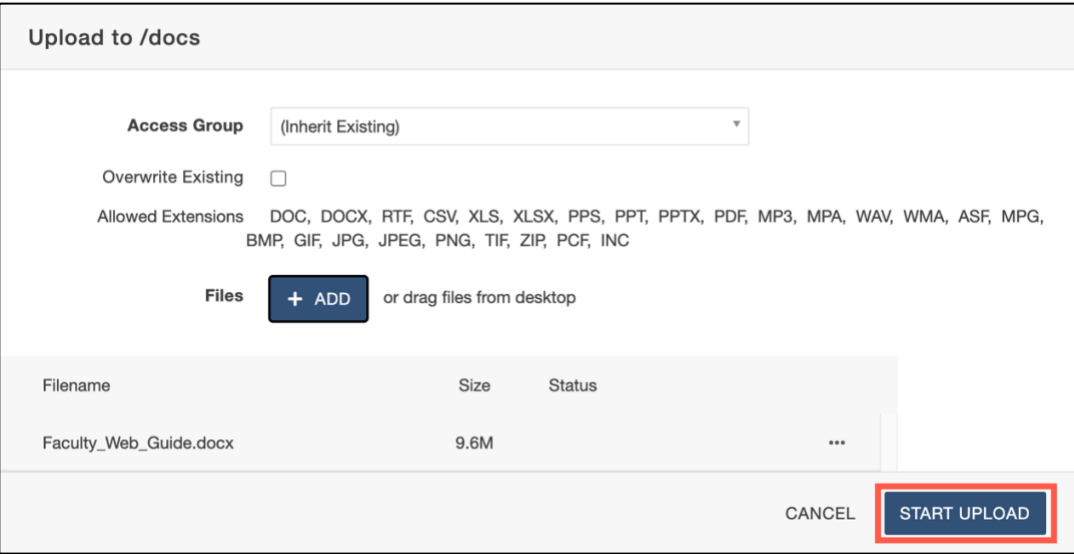 Upload to /docs
Access Group (Inherit Existing)
Overwrite Existing
Allowed Extensions DOC, DOCX, RTF, CSV, XLS, XLSX, PPS, PPT, PPTX, PDF, MP3, MPA, WAV, WMA, ASF, MPG,
BMP, GIF, JPG, JPEG, PNG, TIF, ZIP, PCF, INC
Files + ADD or drag files from desktop
Filename Size Status
Faculty_Web_Guide.docx 9.6M •••
CANCEL START UPLOAD